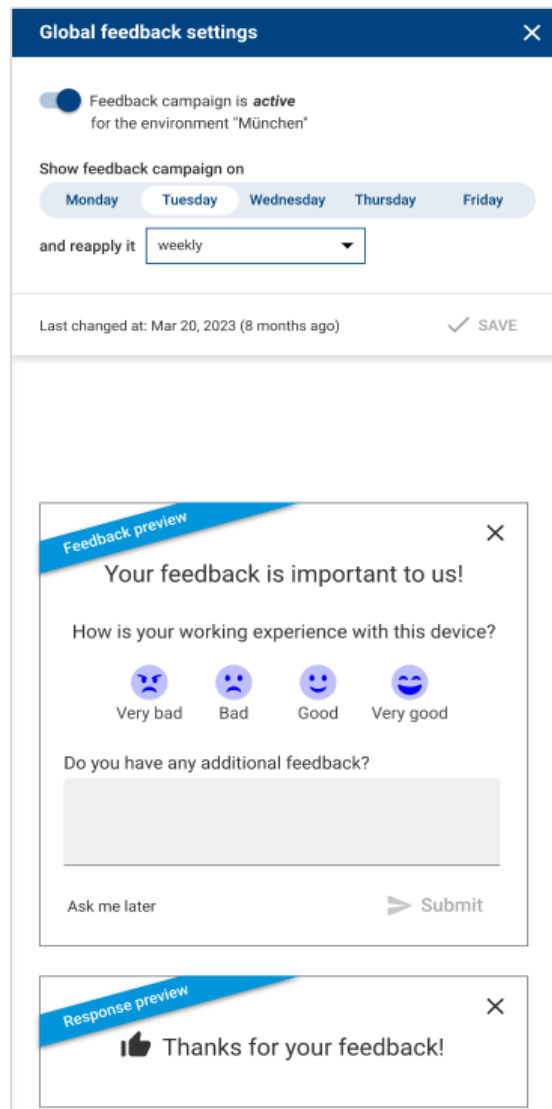 Global feedback settings
Feedback campaign is active
for the environment "München"
Show feedback campaign on
Monday Tuesday Wednesday Thursday Friday
and reapply it weekly
Last changed at: Mar 20, 2023 (8 months ago) SAVE
Feedback preview
Your feedback is important to us!
How is your working experience with this device?
Very bad Bad Good Very good
Do you have any additional feedback?
Ask me later Submit
Response preview
Thanks for your feedback!